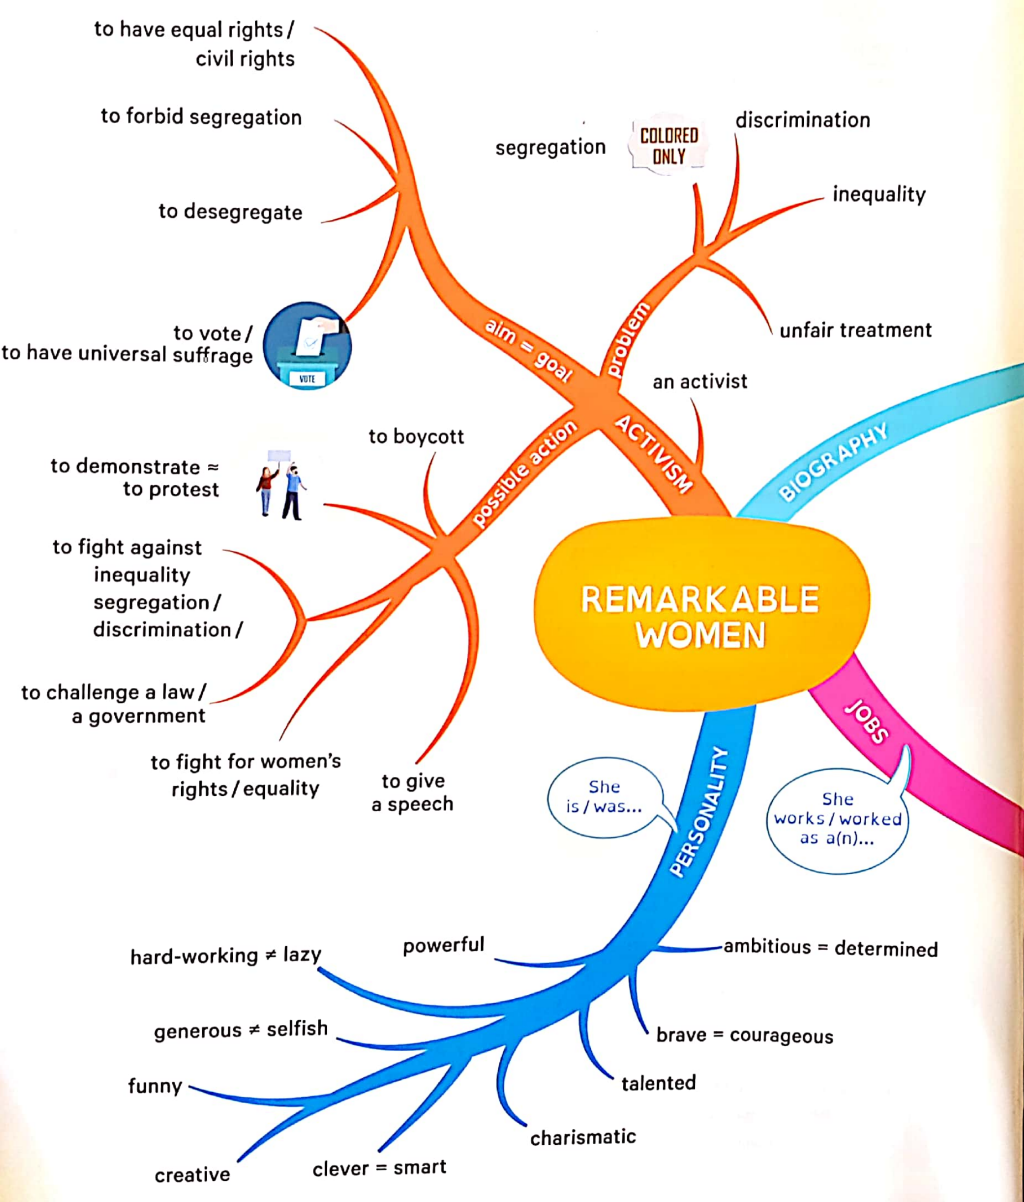 to have equal rights/
civil rights
to forbid segregation
to desegregate
to vote/
to have universal suffrage
VOTE
aim = goal
segregation
COLORED
ONLY
discrimination
inequality
unfair treatment
problem
an activist
ACTIVISM
possible action
to boycott
to demonstrate ≈
to protest
to fight against
inequality
segregation/
discrimination/
to challenge a law/
a government
to fight for women's
rights/equality
to give
a speech
BIOGRAPHY
REMARKABLE
WOMEN
JOBS
She
works/worked
as a(n)...
PERSONALITY
She
is/was...
hard-working ≠ lazy
powerful
ambitious = determined
generous ≠ selfish
brave = courageous
funny
talented
creative
clever = smart
charismatic